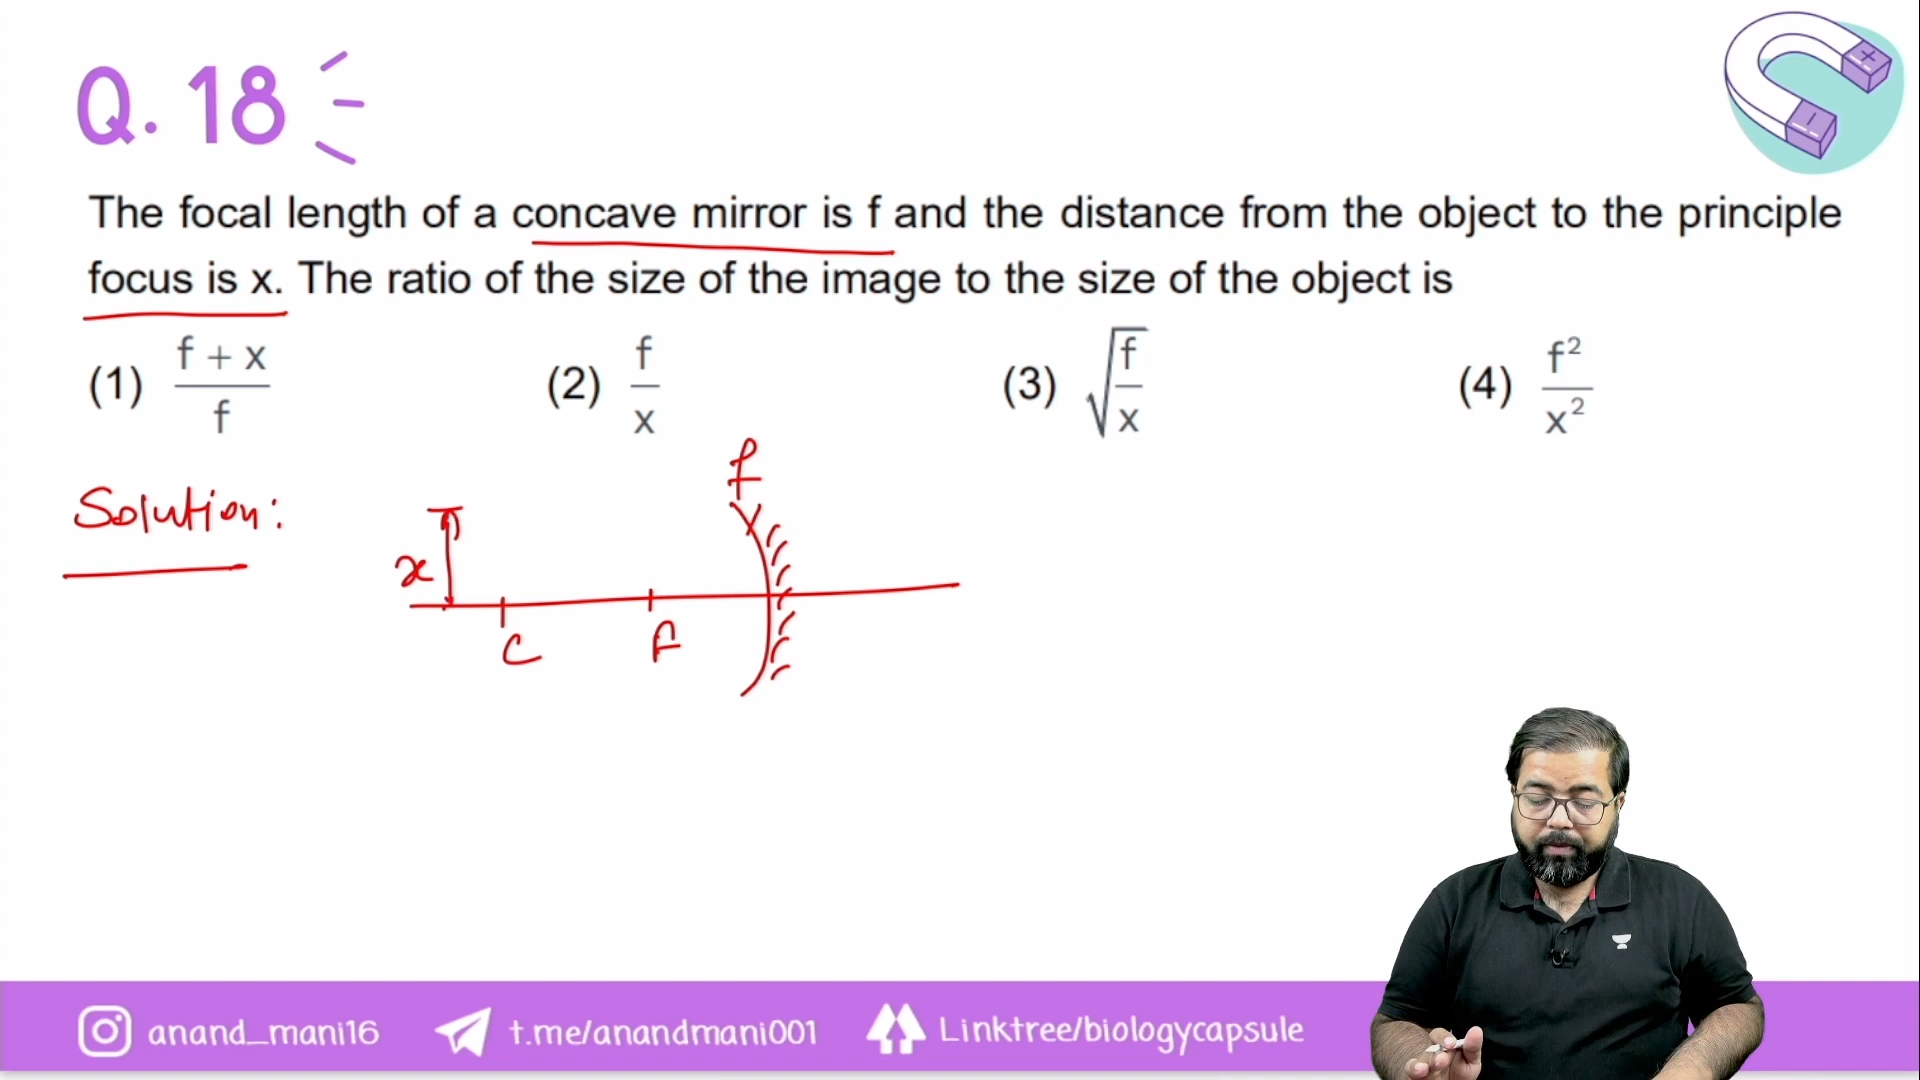 Q. 18
The focal length of a concave mirror is f and the distance from the object to the principle
focus is x. The ratio of the size of the image to the size of the object is
(1) (f + x)/f (2) f/x (3) √(f/x) (4) f²/x²
Solution:
f
x
C F
anand_mani16 t.me/anandmani001 Linktree/biologycapsule